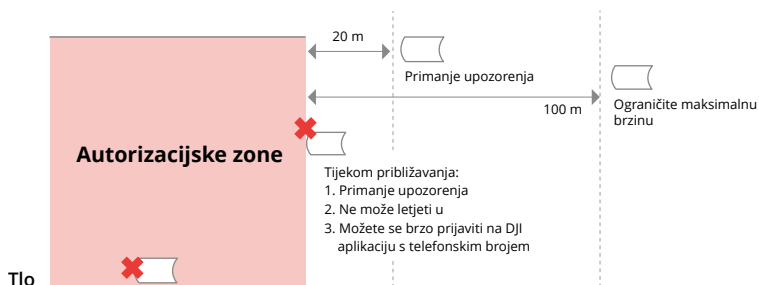 20 m
Primanje upozorenja
100 m
Ograničite maksimalnu
brzinu
Autorizacijske zone
Tijekom približavanja:
1. Primanje upozorenja
2. Ne može letjeti u
3. Možete se brzo prijaviti na DJI
aplikaciju s telefonskim brojem
Tlo